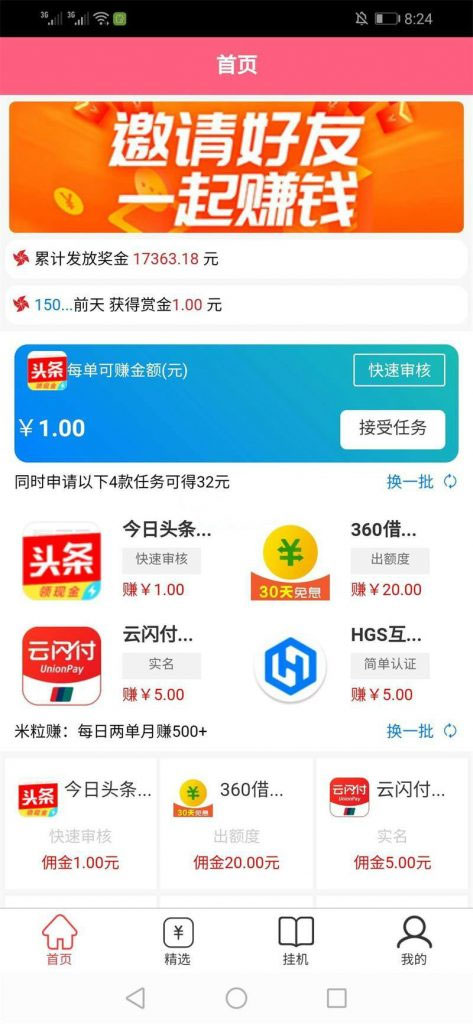 3G 3G 8:24
首页
邀请好友
一起赚钱
累计发放奖金 17363.18 元
150...前天 获得赏金1.00 元
头条
领现金
每单可赚金额(元)
快速审核
￥1.00
接受任务
同时申请以下4款任务可得32元
换一批
头条
领现金
今日头条...
快速审核
赚￥1.00
30天免息
360借...
出额度
赚￥20.00
云闪付
UnionPay
云闪付...
实名
赚￥5.00
HGS互...
简单认证
赚￥5.00
米粒赚：每日两单月赚500+
换一批
头条
领现金
今日头条...
快速审核
佣金1.00元
30天免息
360借...
出额度
佣金20.00元
云闪付
UnionPay
云闪付...
实名
佣金5.00元
首页
精选
挂机
我的